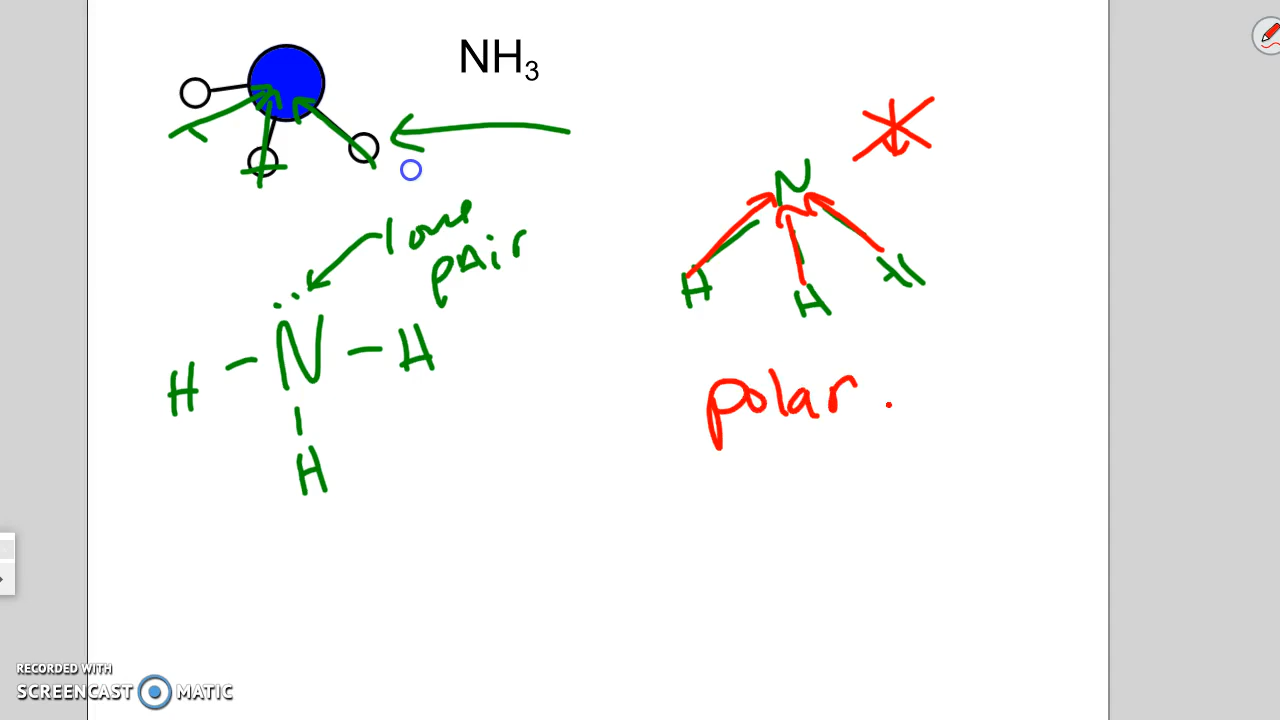 NH₃
lone
pair
N
H H H
H - N - H
H
polar.
RECORDED WITH
SCREENCAST MATIC